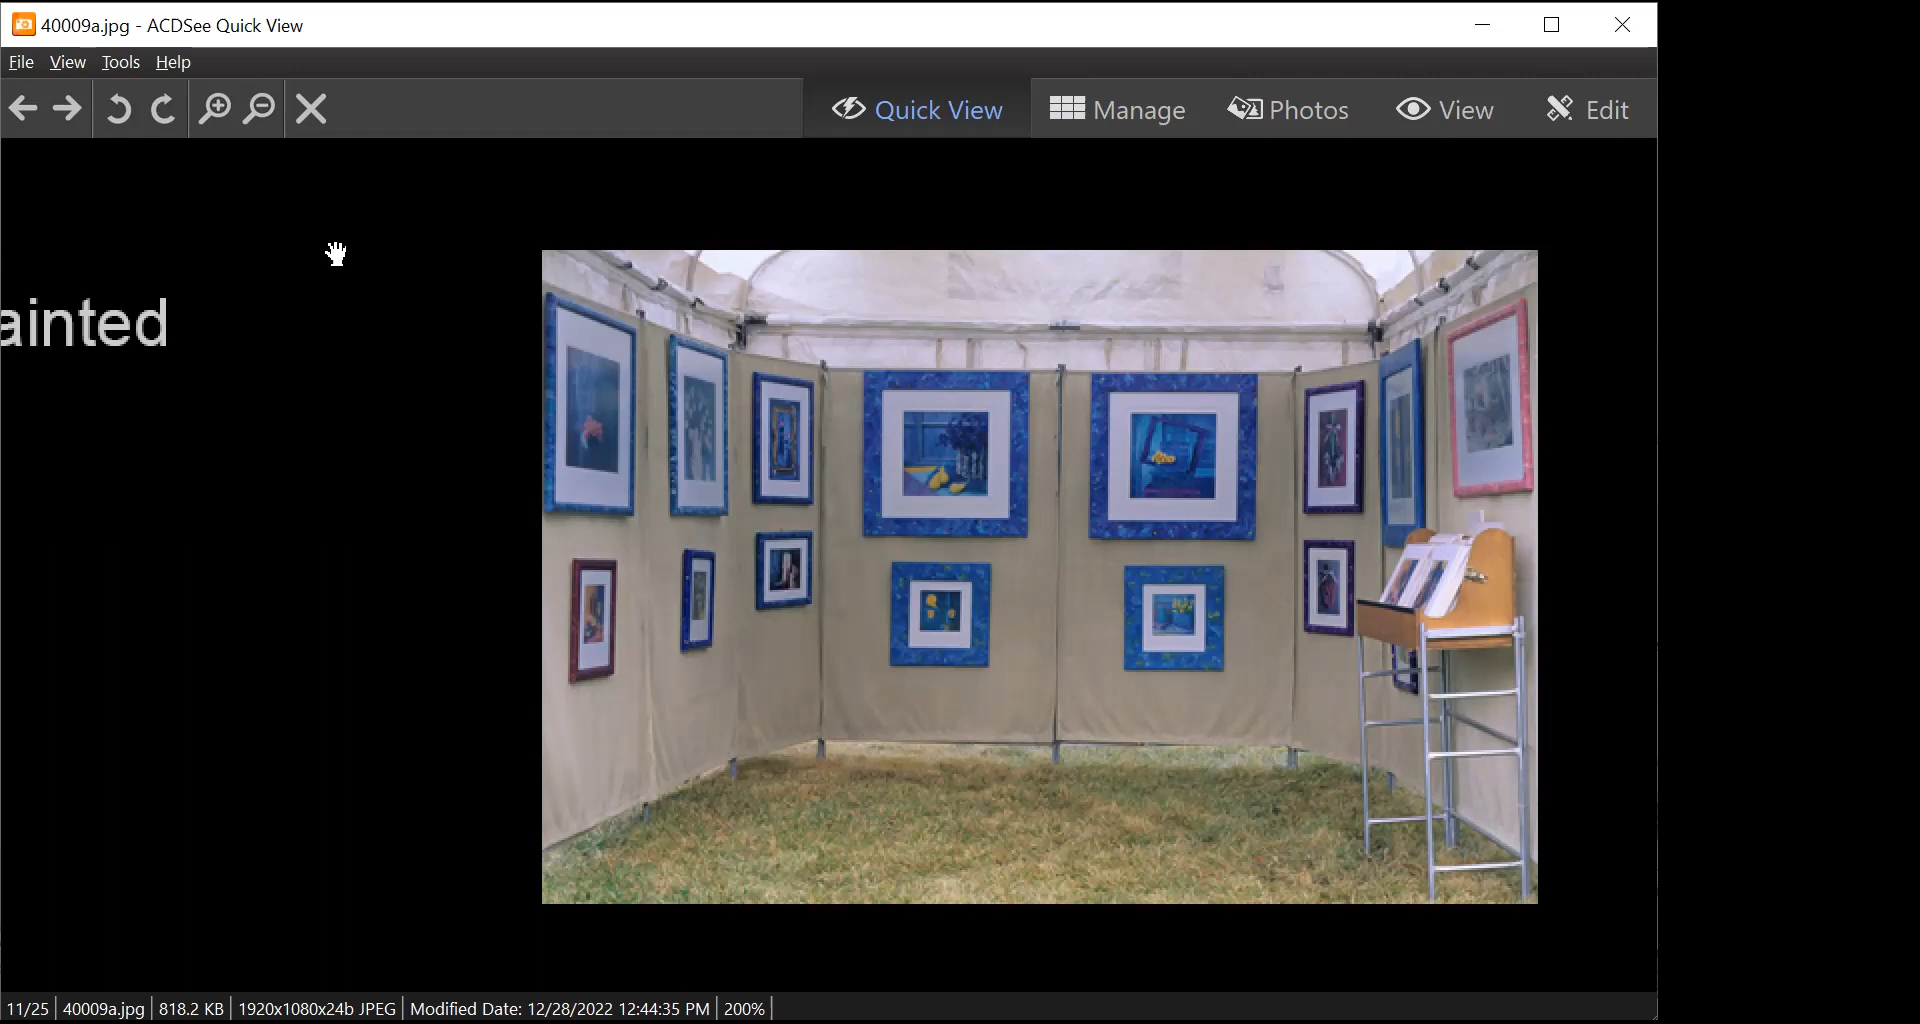 40009a.jpg - ACDSee Quick View
File View Tools Help
Quick View Manage Photos View Edit
ainted
11/25 40009a.jpg 818.2 KB 1920x1080x24b JPEG Modified Date: 12/28/2022 12:44:35 PM 200%